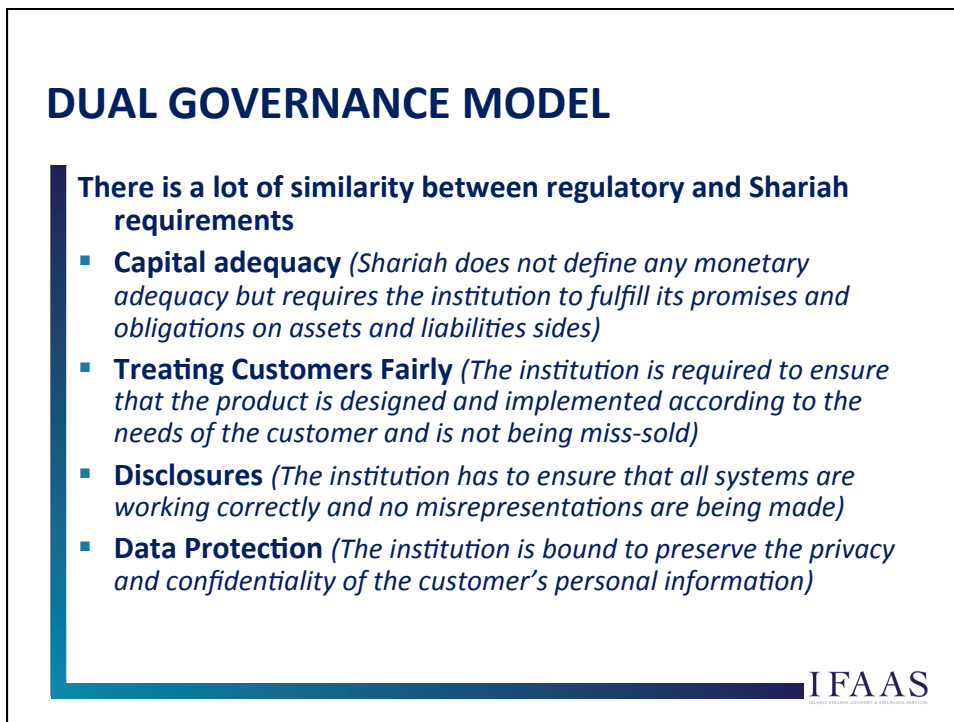 DUAL GOVERNANCE MODEL
There is a lot of similarity between regulatory and Shariah
requirements
▪ Capital adequacy (Shariah does not define any monetary
adequacy but requires the institution to fulfill its promises and
obligations on assets and liabilities sides)
▪ Treating Customers Fairly (The institution is required to ensure
that the product is designed and implemented according to the
needs of the customer and is not being miss-sold)
▪ Disclosures (The institution has to ensure that all systems are
working correctly and no misrepresentations are being made)
▪ Data Protection (The institution is bound to preserve the privacy
and confidentiality of the customer's personal information)
IFAAS
ISLAMIC FINANCE ADVISORY & ASSURANCE SERVICES